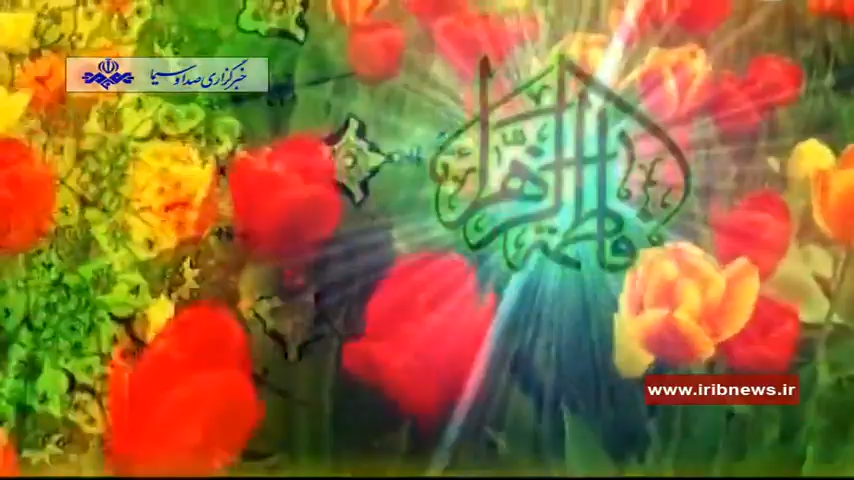 خبرگزاری صدا و سیما
فاطمة الزهرا
www.iribnews.ir